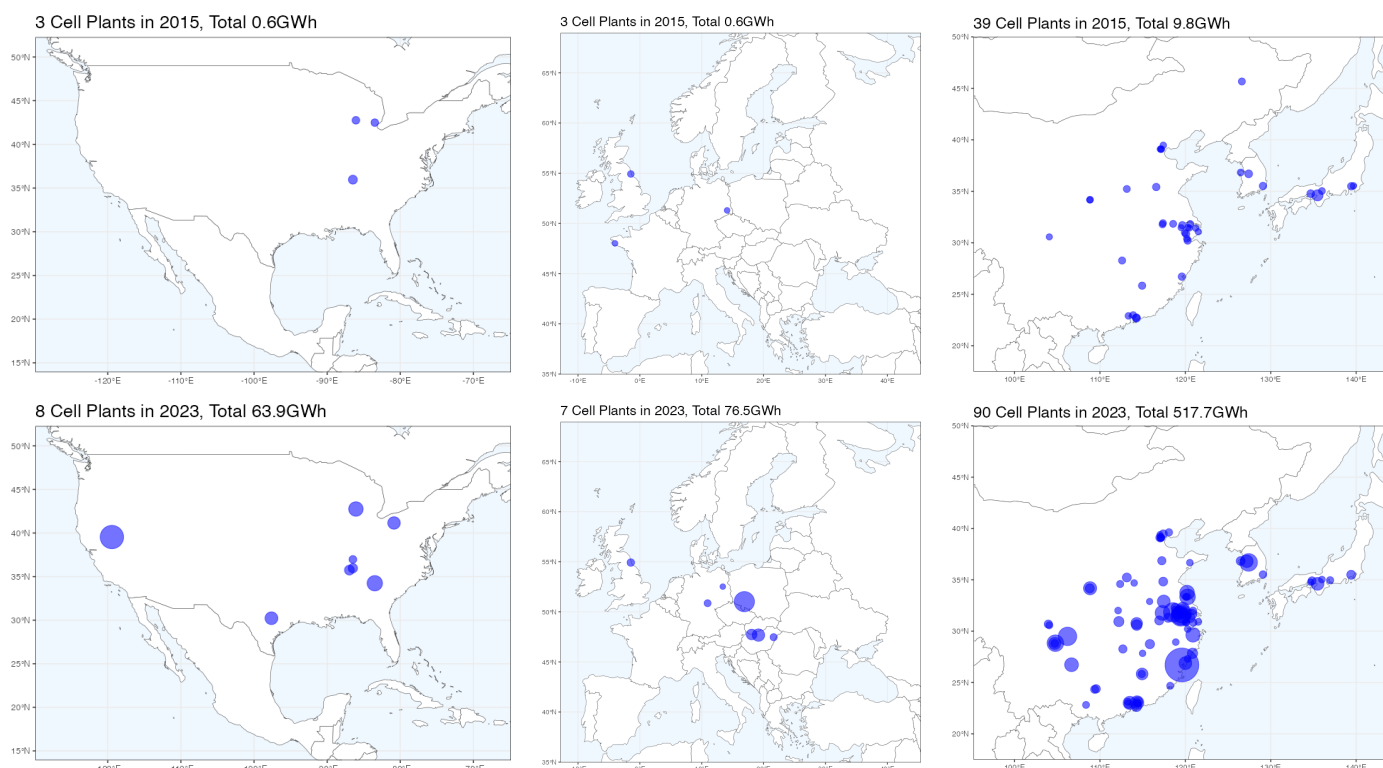 3 Cell Plants in 2015, Total 0.6GWh
50°N
45°N
40°N
35°N
30°N
25°N
20°N
15°N
-120°E -110°E -100°E -90°E -80°E -70°E
3 Cell Plants in 2015, Total 0.6GWh
65°N
60°N
55°N
50°N
45°N
40°N
35°N
-10°E 0°E 10°E 20°E 30°E 40°E
39 Cell Plants in 2015, Total 9.8GWh
50°N
45°N
40°N
35°N
30°N
25°N
20°N
100°E 110°E 120°E 130°E 140°E
8 Cell Plants in 2023, Total 63.9GWh
50°N
45°N
40°N
35°N
30°N
25°N
20°N
15°N
7 Cell Plants in 2023, Total 76.5GWh
65°N
60°N
55°N
50°N
45°N
40°N
35°N
90 Cell Plants in 2023, Total 517.7GWh
50°N
45°N
40°N
35°N
30°N
25°N
20°N